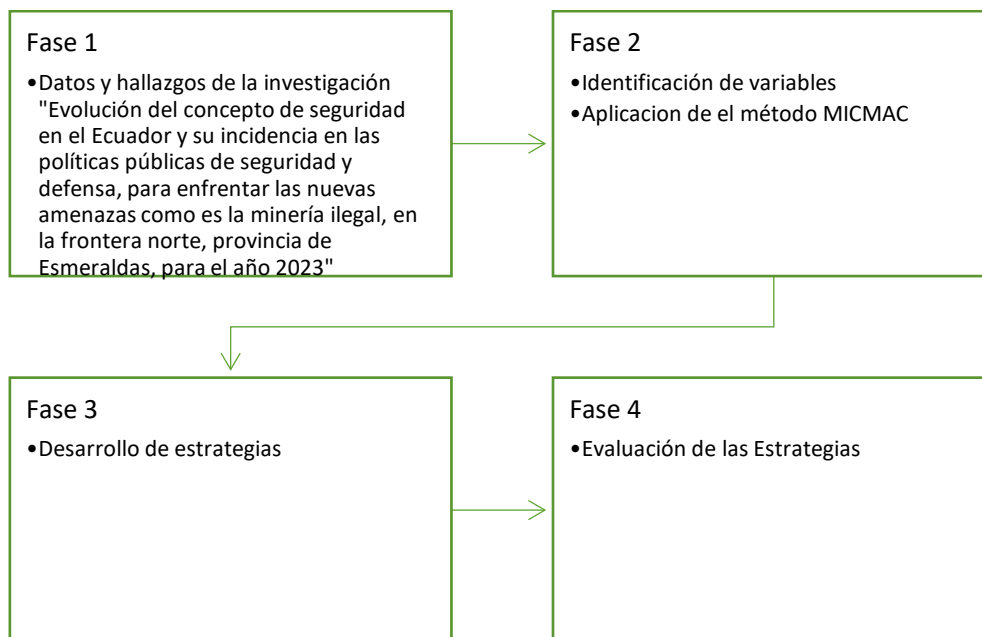 Fase 1
•Datos y hallazgos de la investigación
"Evolución del concepto de seguridad
en el Ecuador y su incidencia en las
políticas públicas de seguridad y
defensa, para enfrentar las nuevas
amenazas como es la minería ilegal, en
la frontera norte, provincia de
Esmeraldas, para el año 2023"
Fase 2
•Identificación de variables
•Aplicacion de el método MICMAC
Fase 3
•Desarrollo de estrategias
Fase 4
•Evaluación de las Estrategias